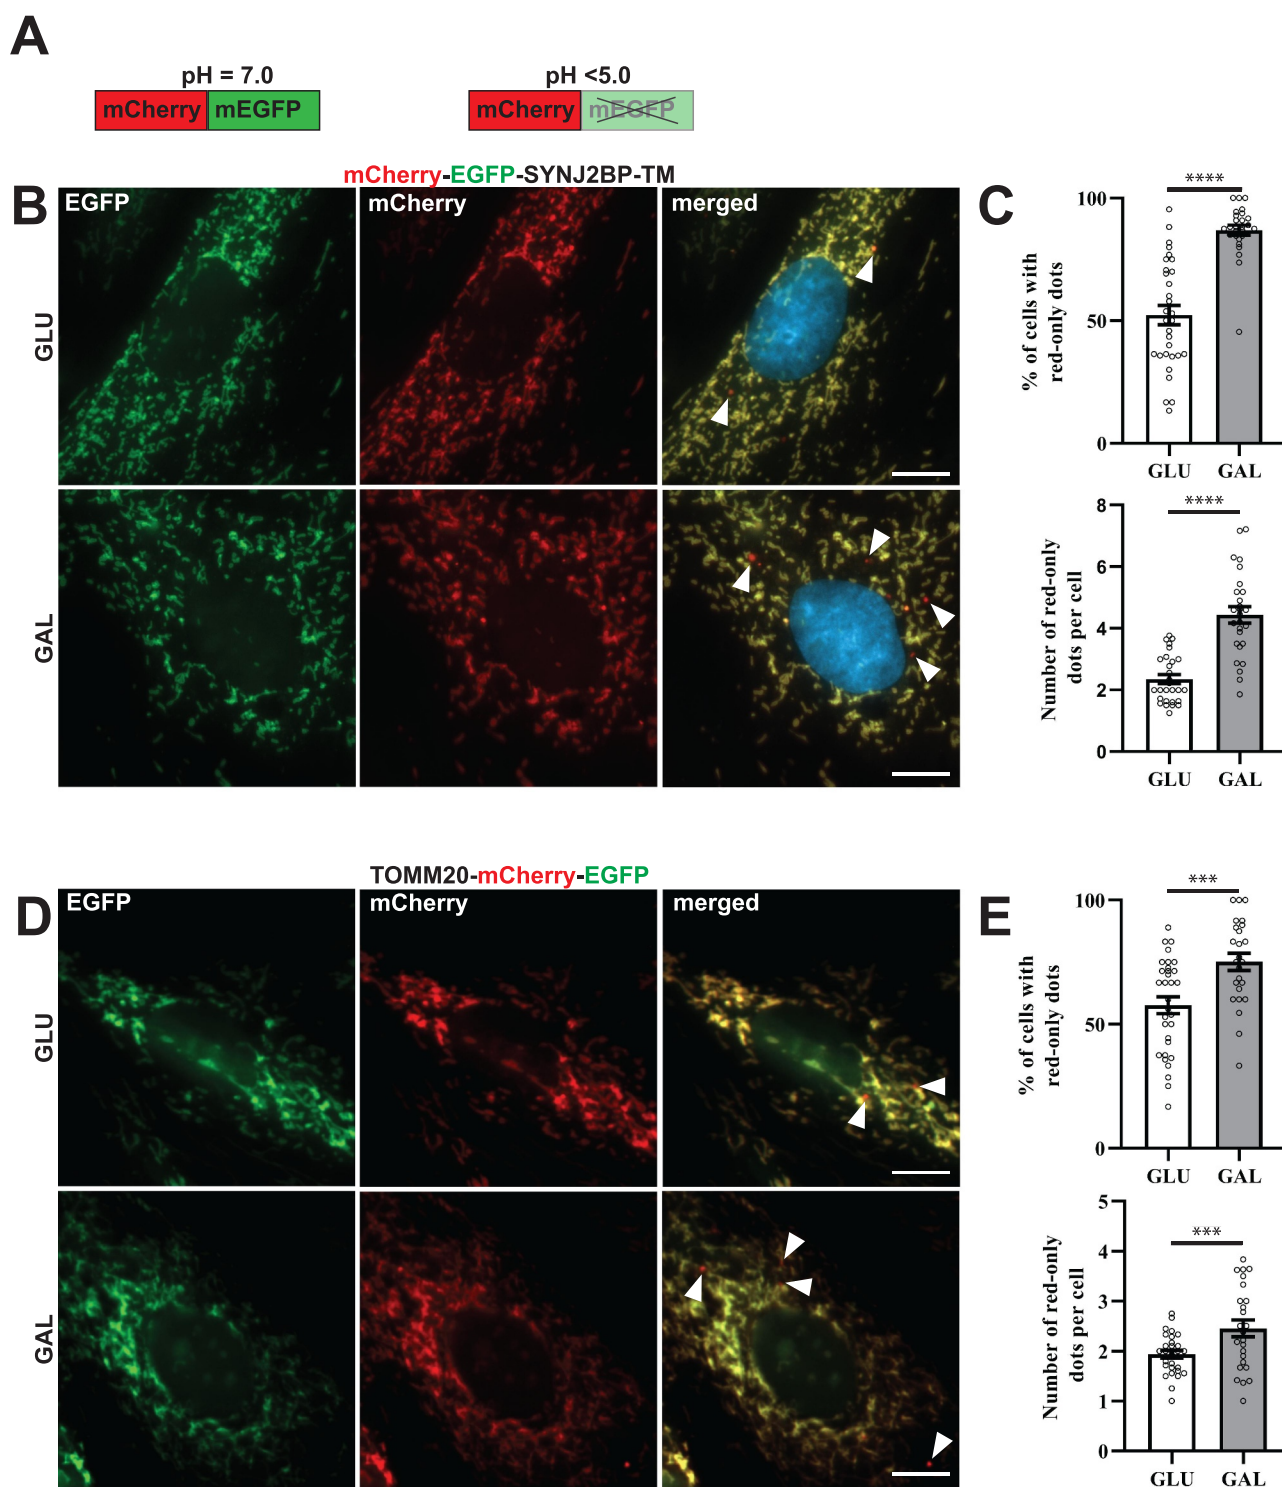 A
pH = 7.0
pH <5.0
mCherry mEGFP
mCherry mEGFP
mCherry-EGFP-SYNJ2BP-TM
B
EGFP
mCherry
merged
GLU
GAL
C
****
100
50
0
% of cells with
red-only dots
GLU GAL
****
8
6
4
2
0
Number of red-only
dots per cell
GLU GAL
TOMM20-mCherry-EGFP
D
EGFP
mCherry
merged
GLU
GAL
E
***
100
50
0
% of cells with
red-only dots
GLU GAL
***
5
4
3
2
1
0
Number of red-only
dots per cell
GLU GAL